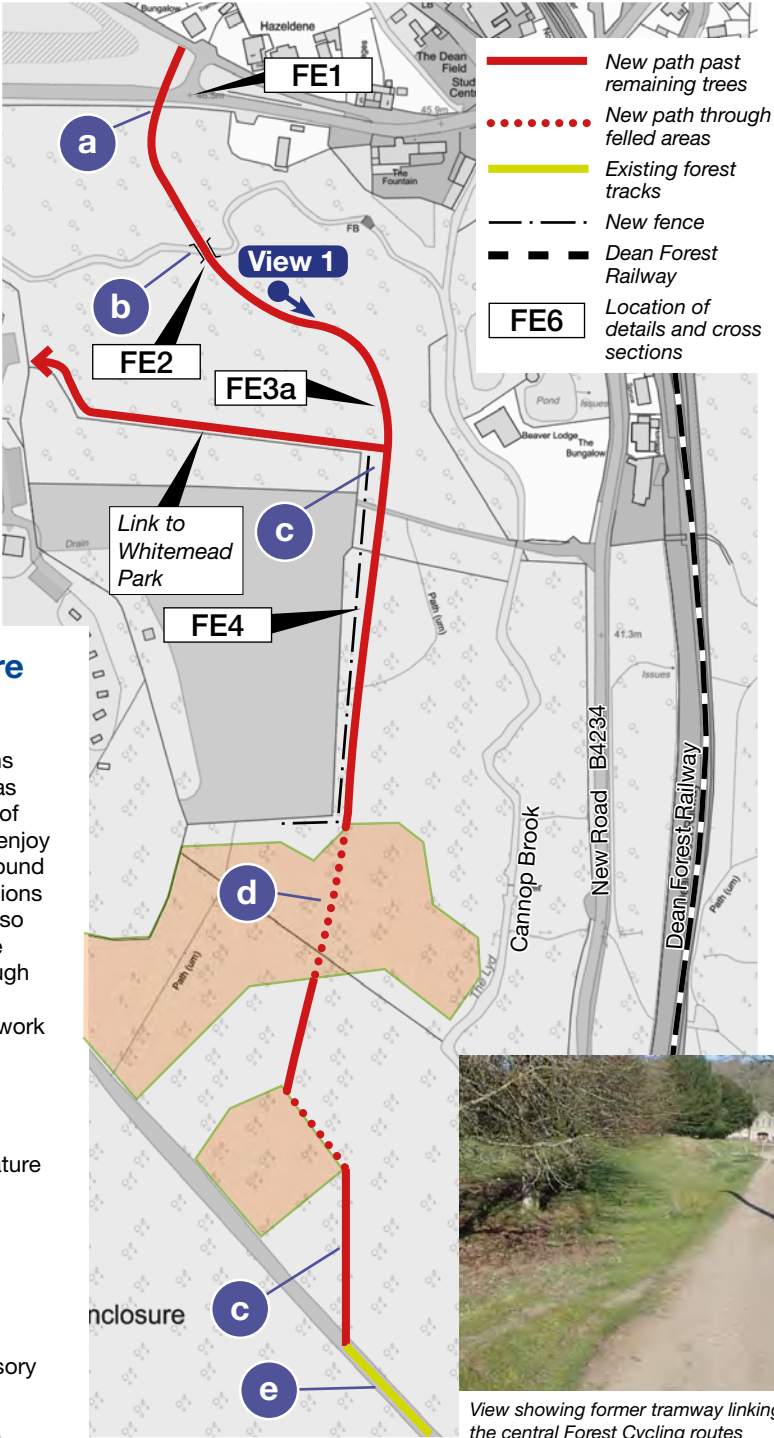 Bungalow
Hazeldene
LB
The Dean
Field
Stud
Centr
FE1
45.9m
a
The
Fountain
FB
b
View 1
FE2
FE3a
New path past
remaining trees
New path through
felled areas
Existing forest
tracks
New fence
Dean Forest
Railway
FE6
Location of
details and cross
sections
Pond
Issues
Beaver Lodge
The
Bungalow
c
Link to
Whitemead
Park
Drain
FE4
Path (um)
41.3m
Issues
New Road B4234
Cannop Brook
Dean Forest Railway
Path (um)
The Lyd
d
Path (um)
re
ns
as
of
enjoy
ound
ions
so
e
ugh
work
ature
sory
nclosure
c
e
View showing former tramway linking
the central Forest Cycling routes